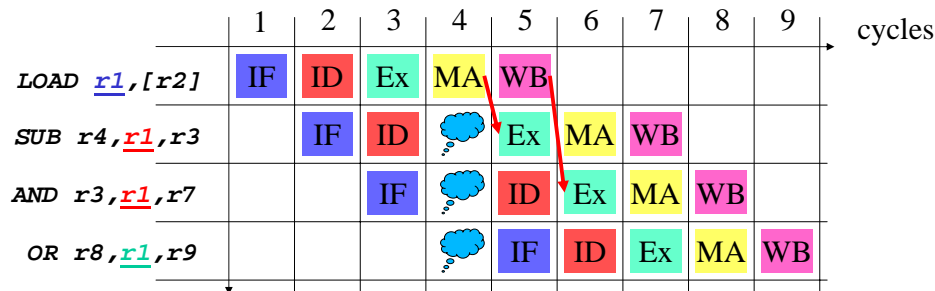 1 2 3 4 5 6 7 8 9 cycles
LOAD r1,[r2] IF ID Ex MA WB
SUB r4,r1,r3 IF ID Ex MA WB
AND r3,r1,r7 IF ID Ex MA WB
OR r8,r1,r9 IF ID Ex MA WB